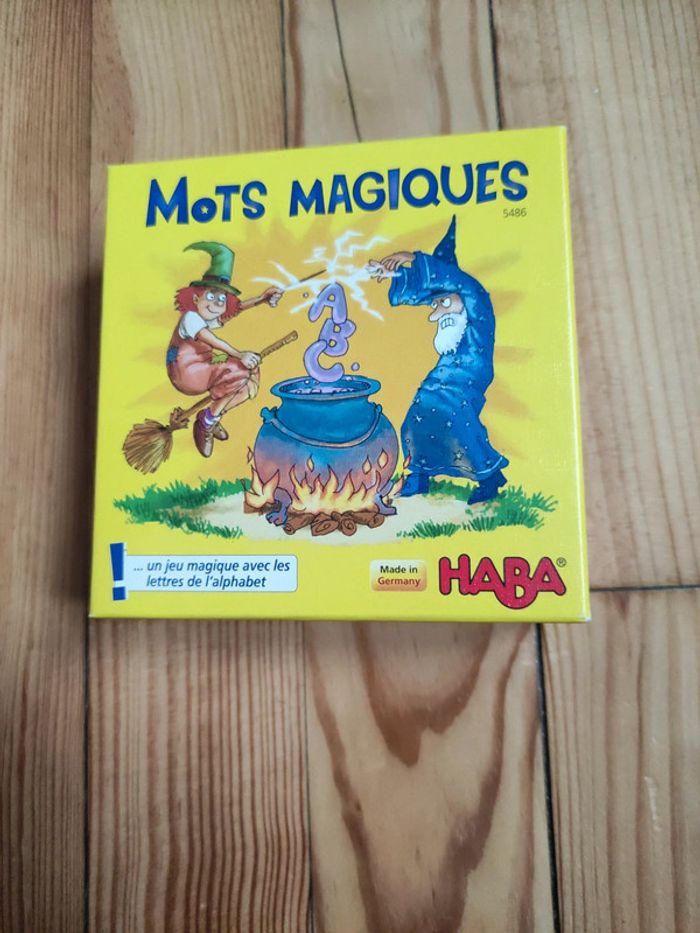 MOTS MAGIQUES
5486
A
B
C
... un jeu magique avec les
lettres de l'alphabet
Made in
Germany
HABA®